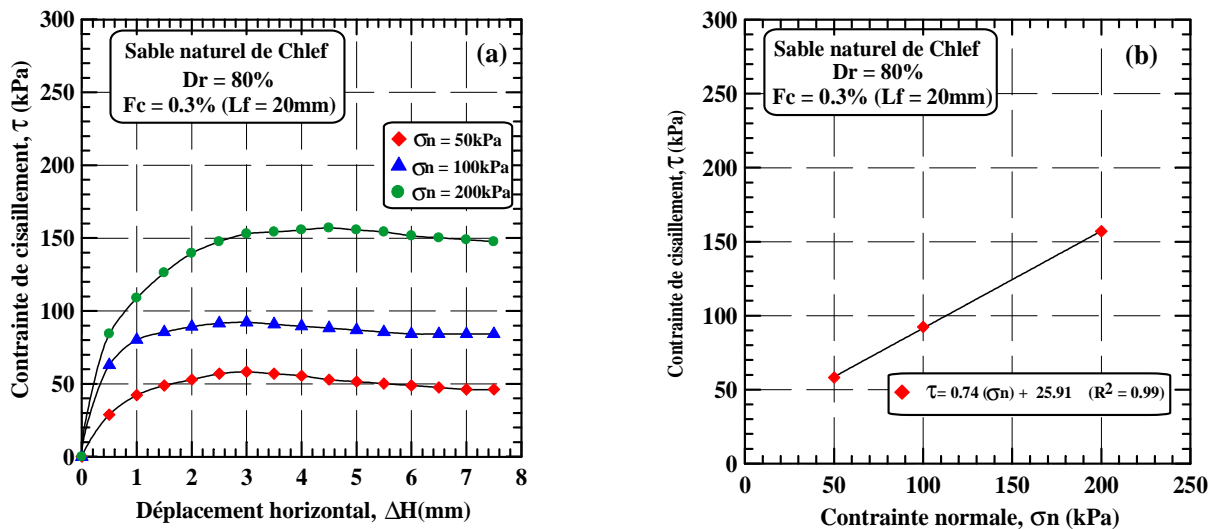 (a)
Sable naturel de Chlef
Dr = 80%
Fc = 0.3% (Lf = 20mm)
σn = 50kPa
σn = 100kPa
σn = 200kPa
Contrainte de cisaillement, τ (kPa)
300
250
200
150
100
50
0
0 1 2 3 4 5 6 7 8
Déplacement horizontal, ΔH(mm)
(b)
Sable naturel de Chlef
Dr = 80%
Fc = 0.3% (Lf = 20mm)
τ = 0.74 (σn) + 25.91 (R² = 0.99)
Contrainte de cisaillement, τ (kPa)
300
250
200
150
100
50
0
0 50 100 150 200 250
Contrainte normale, σn (kPa)